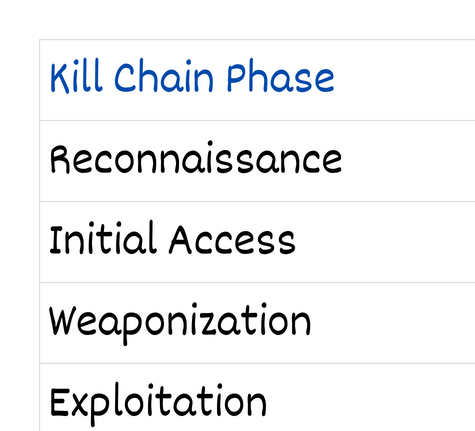 Kill Chain Phase
Reconnaissance
Initial Access
Weaponization
Exploitation